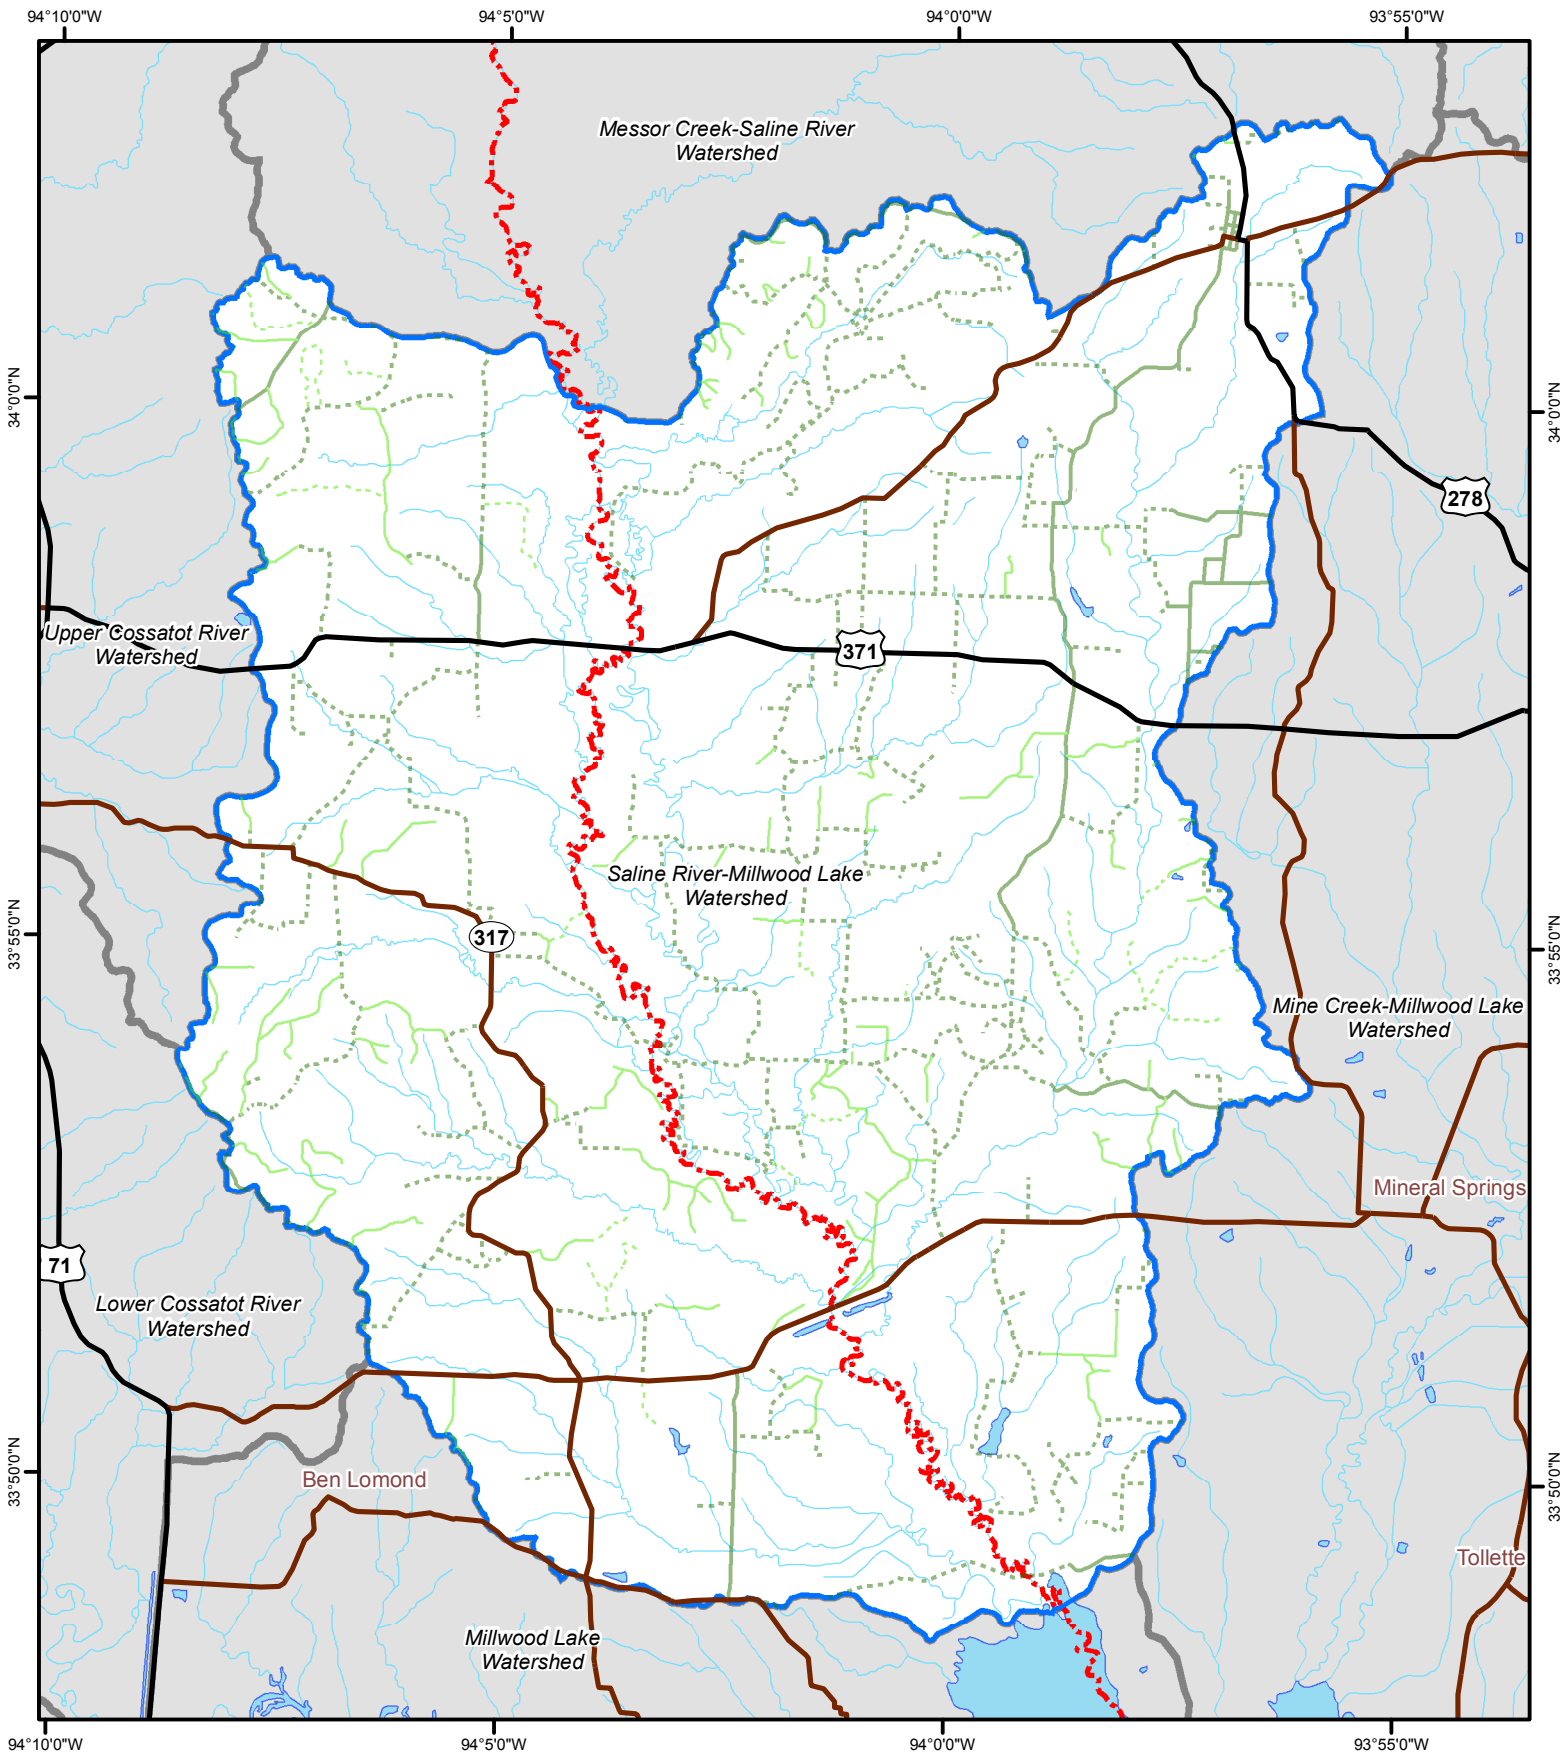 94°10'0"W
94°5'0"W
94°0'0"W
93°55'0"W
Messor Creek-Saline River
Watershed
34°0'0"N
34°0'0"N
278
Upper Cossatot River
Watershed
371
Saline River-Millwood Lake
Watershed
317
33°55'0"N
33°55'0"N
Mine Creek-Millwood Lake
Watershed
Mineral Springs
71
Lower Cossatot River
Watershed
33°50'0"N
33°50'0"N
Ben Lomond
Tollette
Millwood Lake
Watershed
94°10'0"W
94°5'0"W
94°0'0"W
93°55'0"W